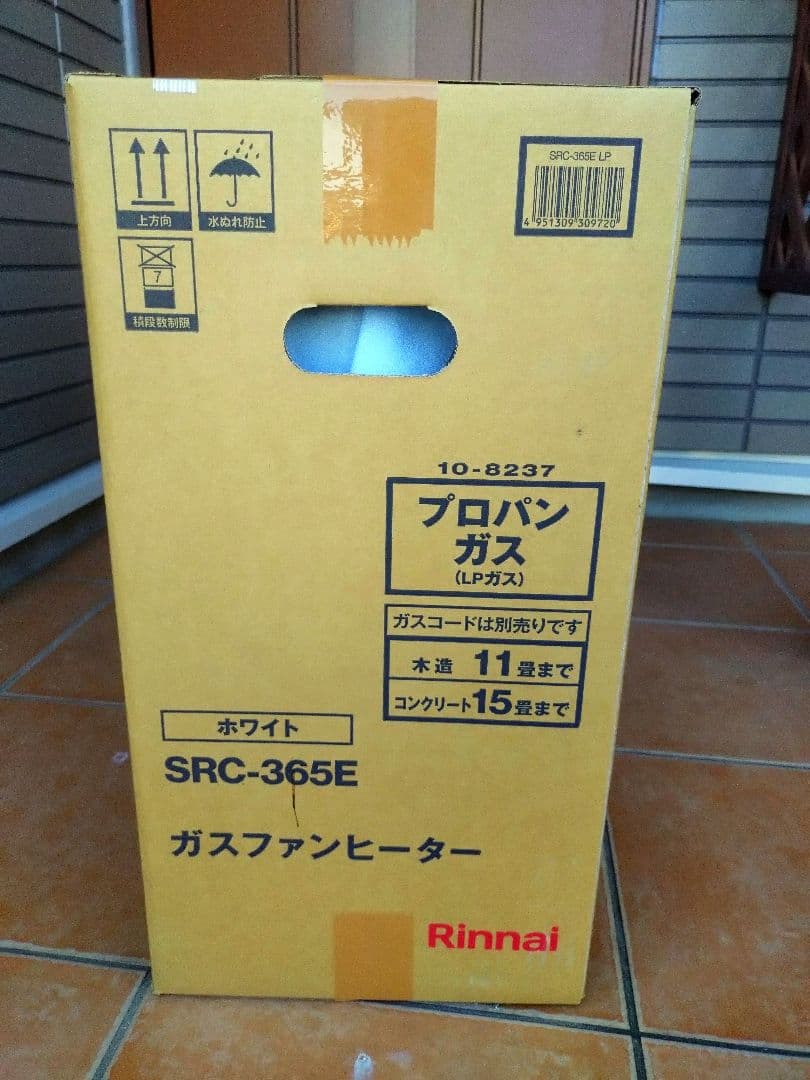 上方向
水ぬれ防止
7
積段数制限
SRC-365E LP
4 951309 309720
10-8237
プロパン
ガス
(LPガス)
ガスコードは別売りです
木造 11畳まで
コンクリート15畳まで
ホワイト
SRC-365E
ガスファンヒーター
Rinnai